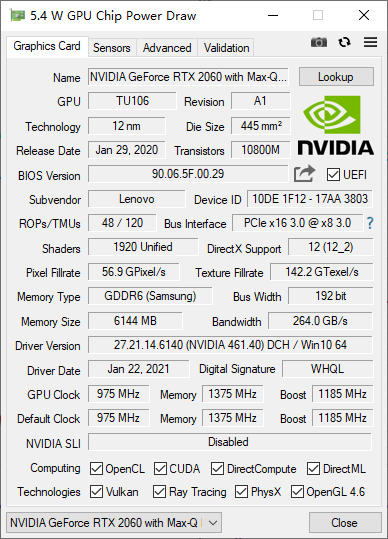 5.4 W GPU Chip Power Draw
Graphics Card Sensors Advanced Validation
Name NVIDIA GeForce RTX 2060 with Max-Q... Lookup
GPU TU106 Revision A1
Technology 12 nm Die Size 445 mm²
Release Date Jan 29, 2020 Transistors 10800M
NVIDIA
BIOS Version 90.06.5F.00.29 UEFI
Subvendor Lenovo Device ID 10DE 1F12 - 17AA 3803
ROPs/TMUs 48 / 120 Bus Interface PCIe x16 3.0 @ x8 3.0 ?
Shaders 1920 Unified DirectX Support 12 (12_2)
Pixel Fillrate 56.9 GPixel/s Texture Fillrate 142.2 GTexel/s
Memory Type GDDR6 (Samsung) Bus Width 192 bit
Memory Size 6144 MB Bandwidth 264.0 GB/s
Driver Version 27.21.14.6140 (NVIDIA 461.40) DCH / Win10 64
Driver Date Jan 22, 2021 Digital Signature WHQL
GPU Clock 975 MHz Memory 1375 MHz Boost 1185 MHz
Default Clock 975 MHz Memory 1375 MHz Boost 1185 MHz
NVIDIA SLI Disabled
Computing OpenCL CUDA DirectCompute DirectML
Technologies Vulkan Ray Tracing PhysX OpenGL 4.6
NVIDIA GeForce RTX 2060 with Max-Q Close